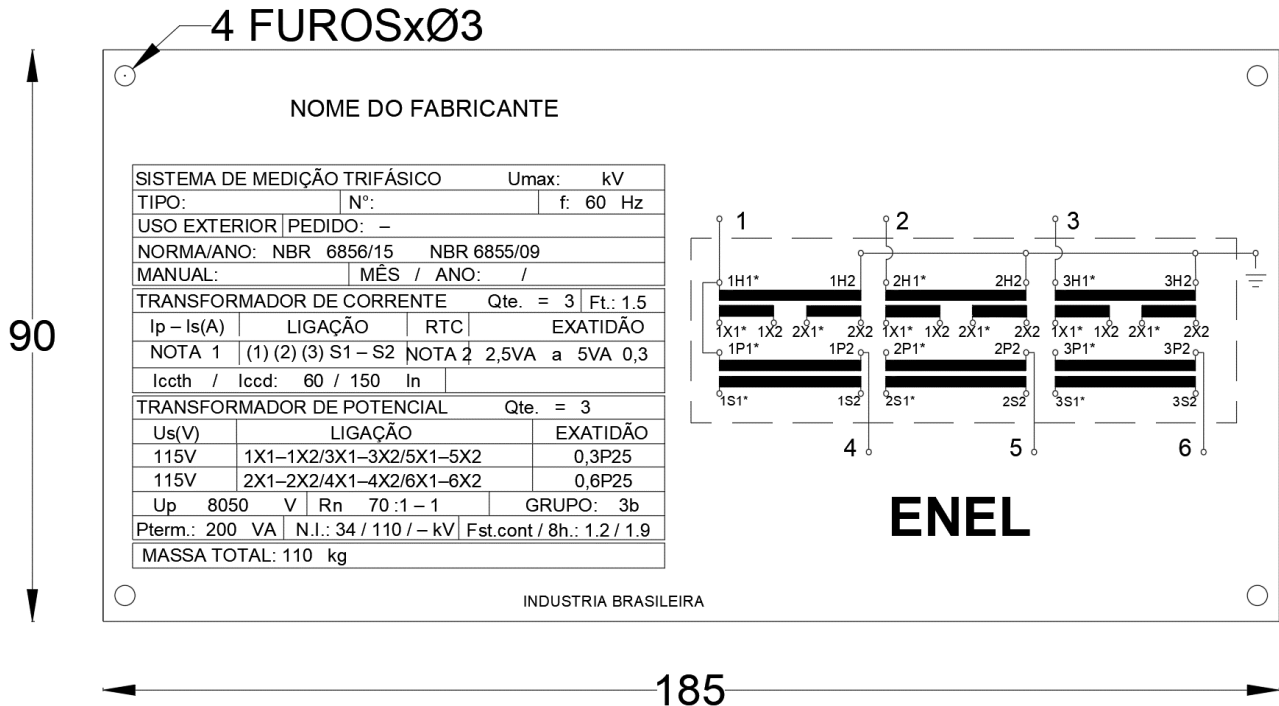 4 FUROSxØ3
NOME DO FABRICANTE
SISTEMA DE MEDIÇÃO TRIFÁSICO Umax: kV
TIPO: N°: f: 60 Hz
USO EXTERIOR PEDIDO: –
NORMA/ANO: NBR 6856/15 NBR 6855/09
MANUAL: MÊS / ANO: /
TRANSFORMADOR DE CORRENTE Qte. = 3 Ft.: 1.5
Ip – Is(A) LIGAÇÃO RTC EXATIDÃO
NOTA 1 (1) (2) (3) S1 – S2 NOTA 2 2,5VA a 5VA 0,3
Iccth / Iccd: 60 / 150 In
TRANSFORMADOR DE POTENCIAL Qte. = 3
Us(V) LIGAÇÃO EXATIDÃO
115V 1X1–1X2/3X1–3X2/5X1–5X2 0,3P25
115V 2X1–2X2/4X1–4X2/6X1–6X2 0,6P25
Up 8050 V Rn 70 :1 – 1 GRUPO: 3b
Pterm.: 200 VA N.I.: 34 / 110 / – kV Fst.cont / 8h.: 1.2 / 1.9
MASSA TOTAL: 110 kg
1 2 3
1H1* 1H2 2H1* 2H2 3H1* 3H2
1X1* 1X2 2X1* 2X2 1X1* 1X2 2X1* 2X2 1X1* 1X2 2X1* 2X2
1P1* 1P2 2P1* 2P2 3P1* 3P2
1S1* 1S2 2S1* 2S2 3S1* 3S2
4 5 6
ENEL
INDUSTRIA BRASILEIRA
90
185